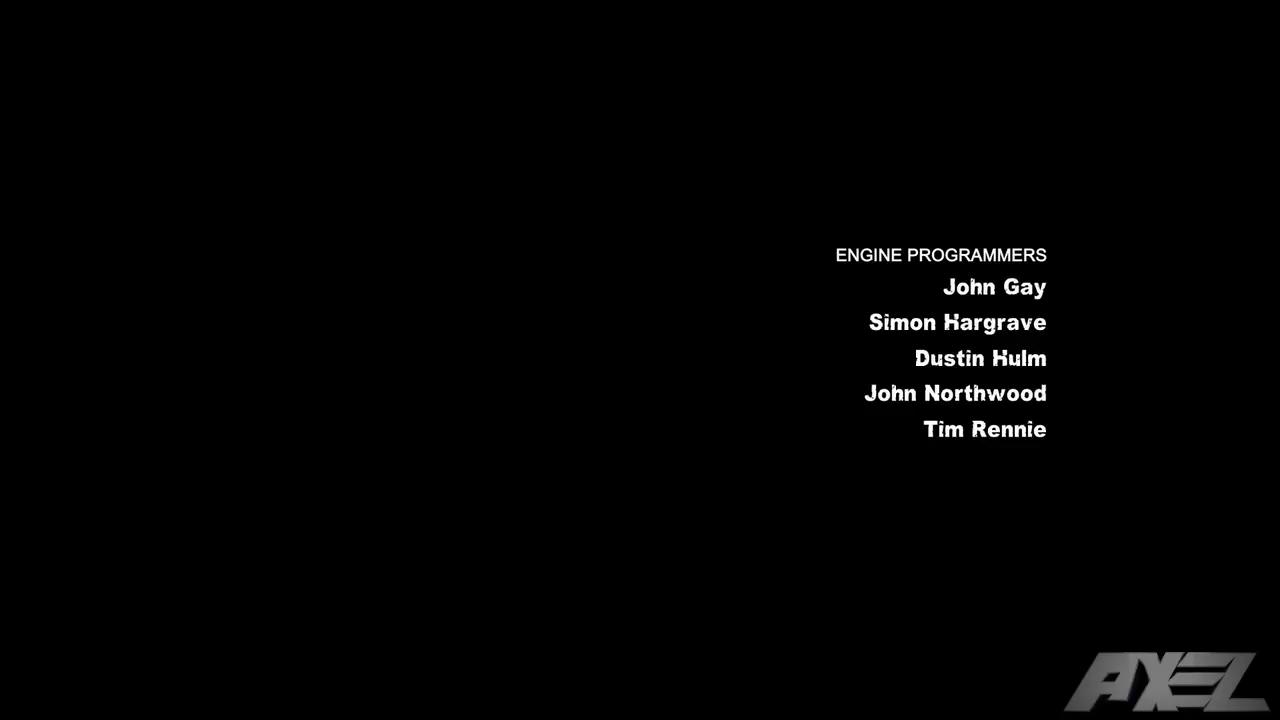 ENGINE PROGRAMMERS
John Gay
Simon Hargrave
Dustin Hulm
John Northwood
Tim Rennie
AXEL